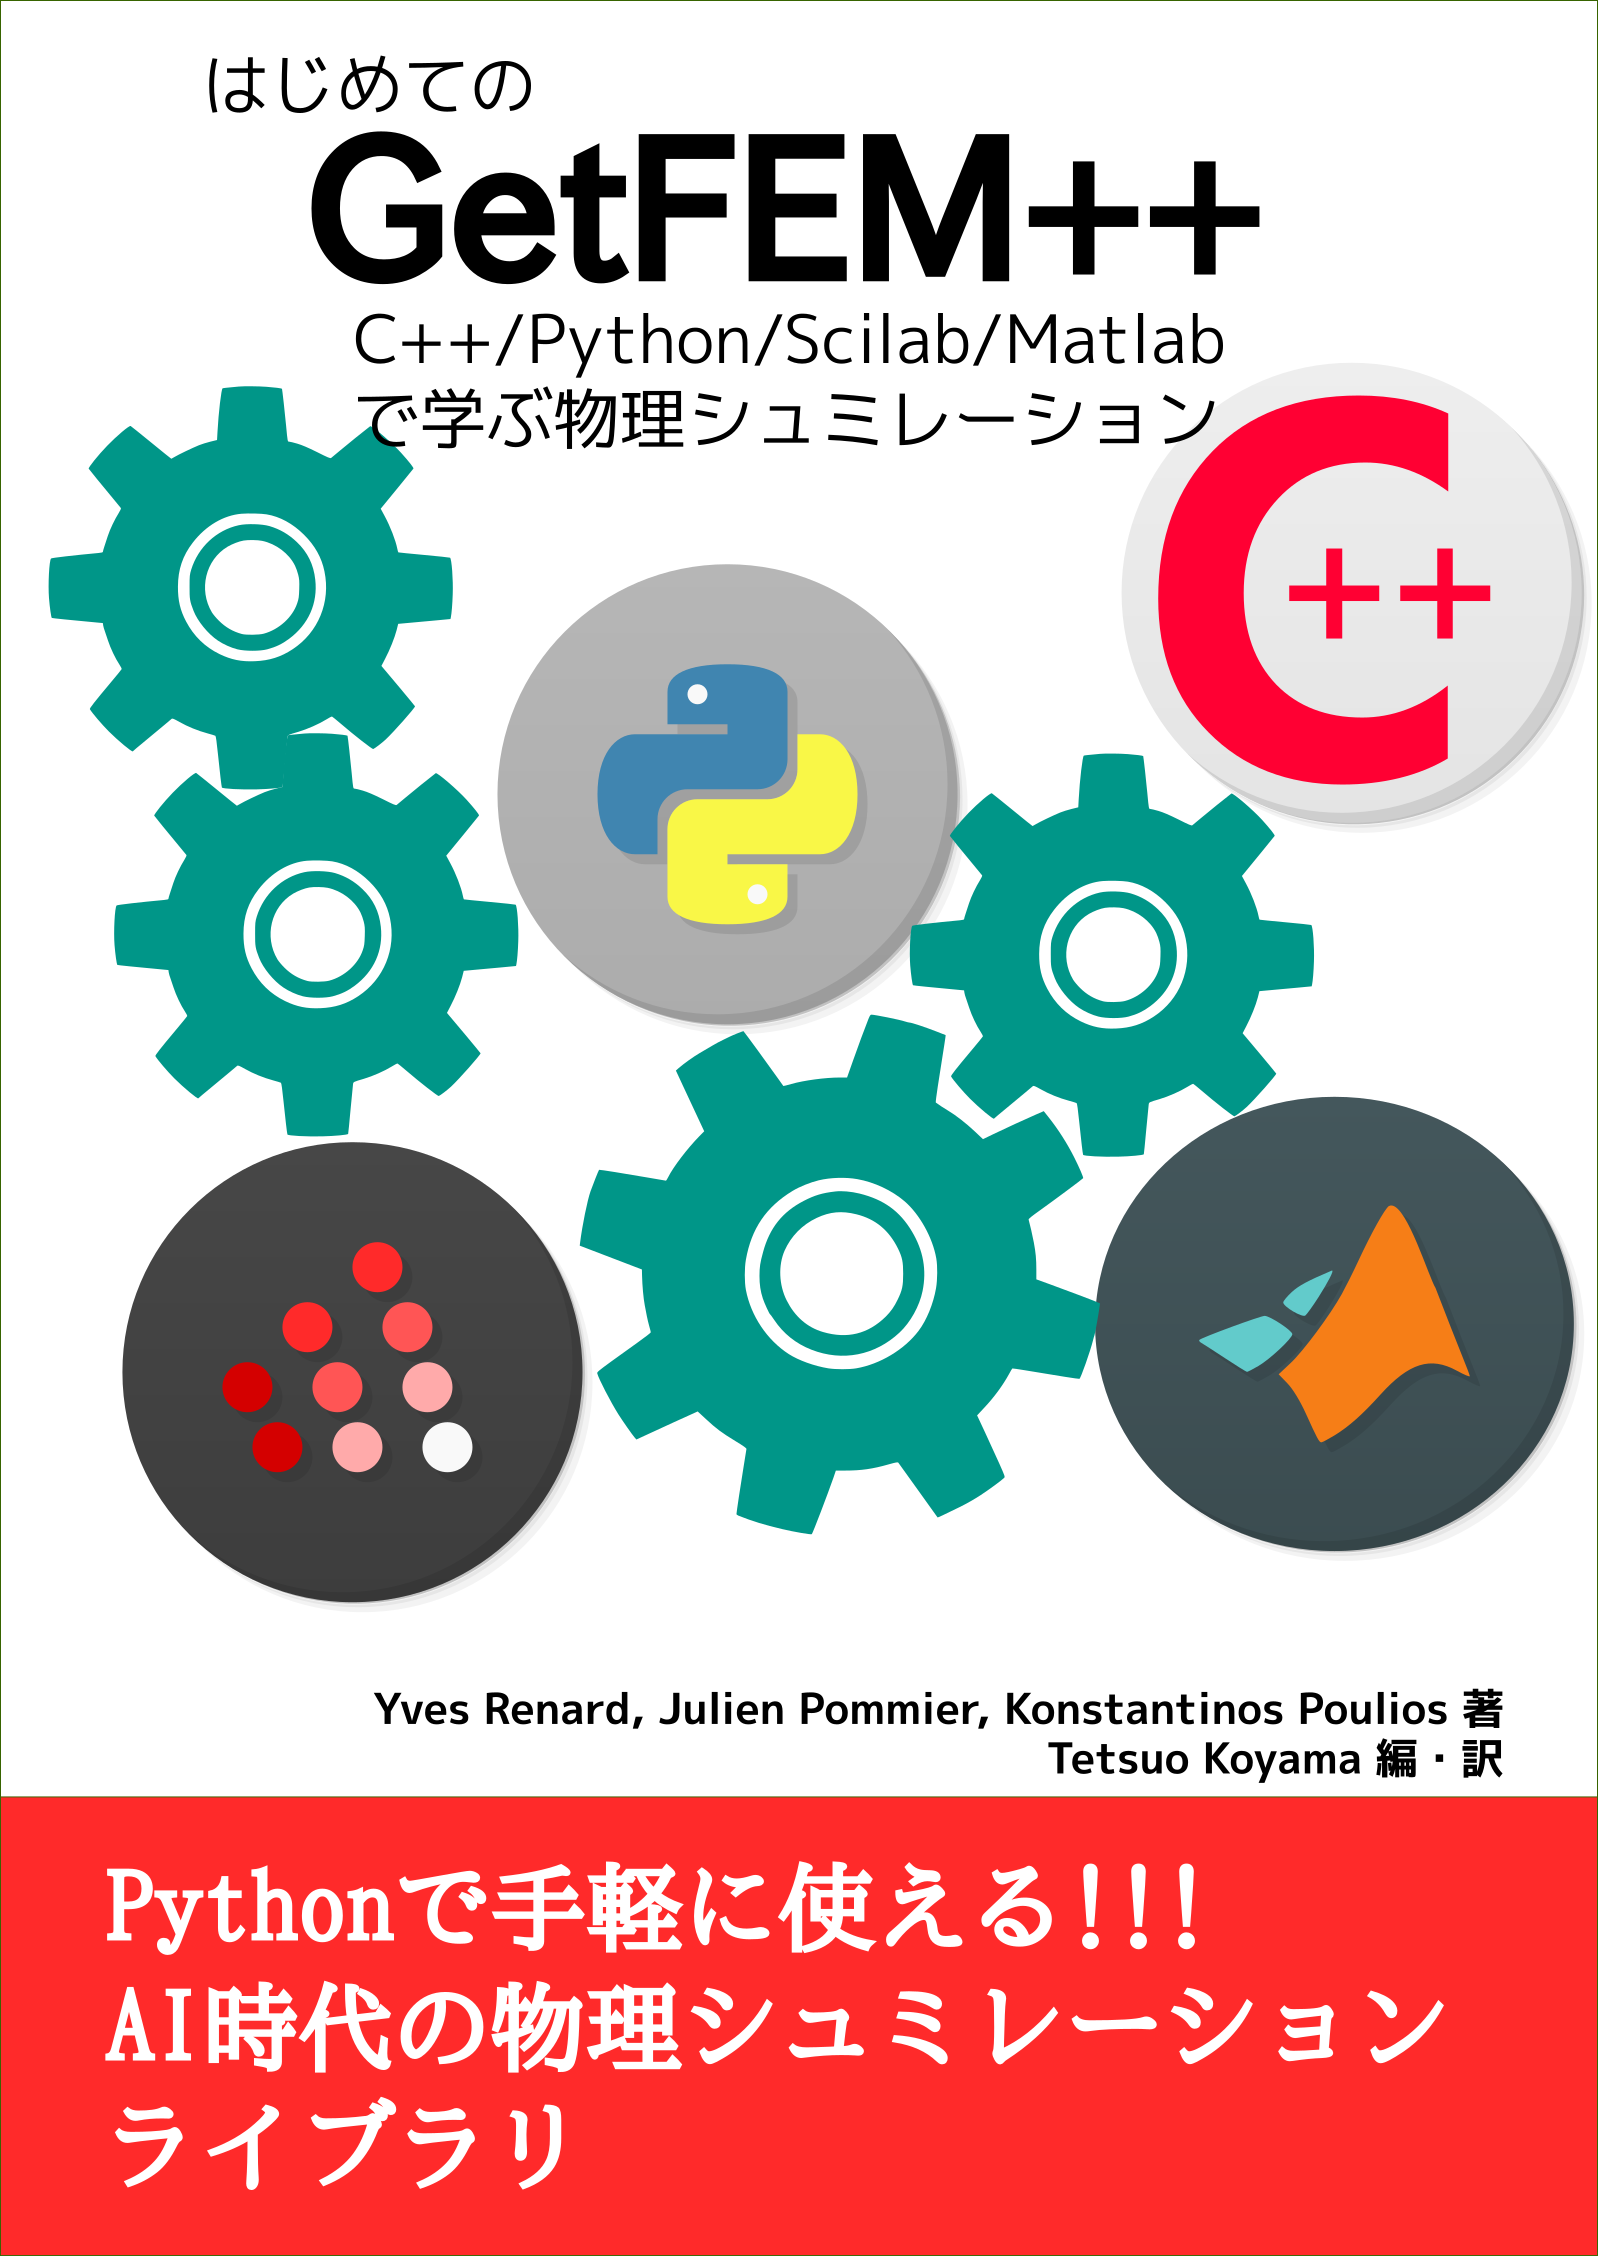 はじめての
GetFEM++
C++/Python/Scilab/Matlab
で学ぶ物理シュミレーション
C++
Yves Renard, Julien Pommier, Konstantinos Poulios 著
Tetsuo Koyama 編・訳
Pythonで手軽に使える!!!
AI時代の物理シュミレーション
ライブラリ